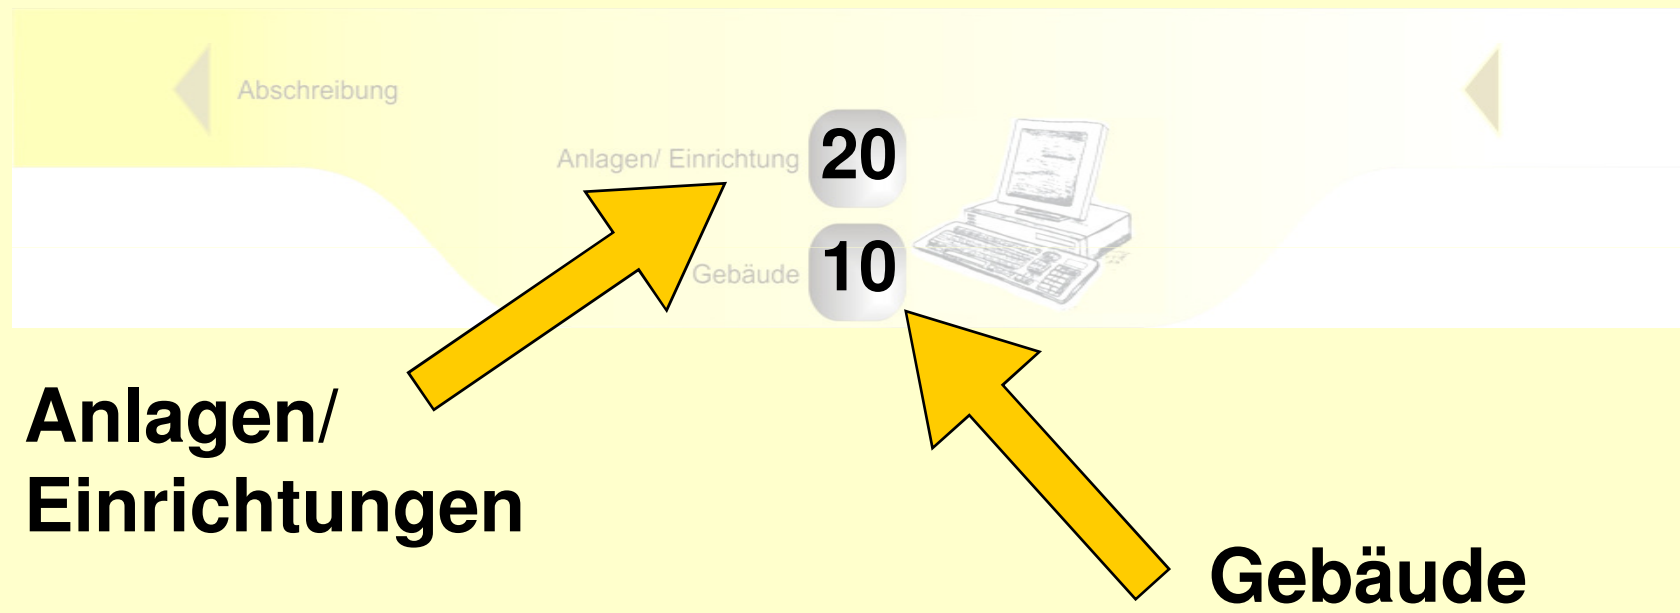 Abschreibung
Anlagen/ Einrichtung 20
Gebäude 10
Anlagen/
Einrichtungen
Gebäude